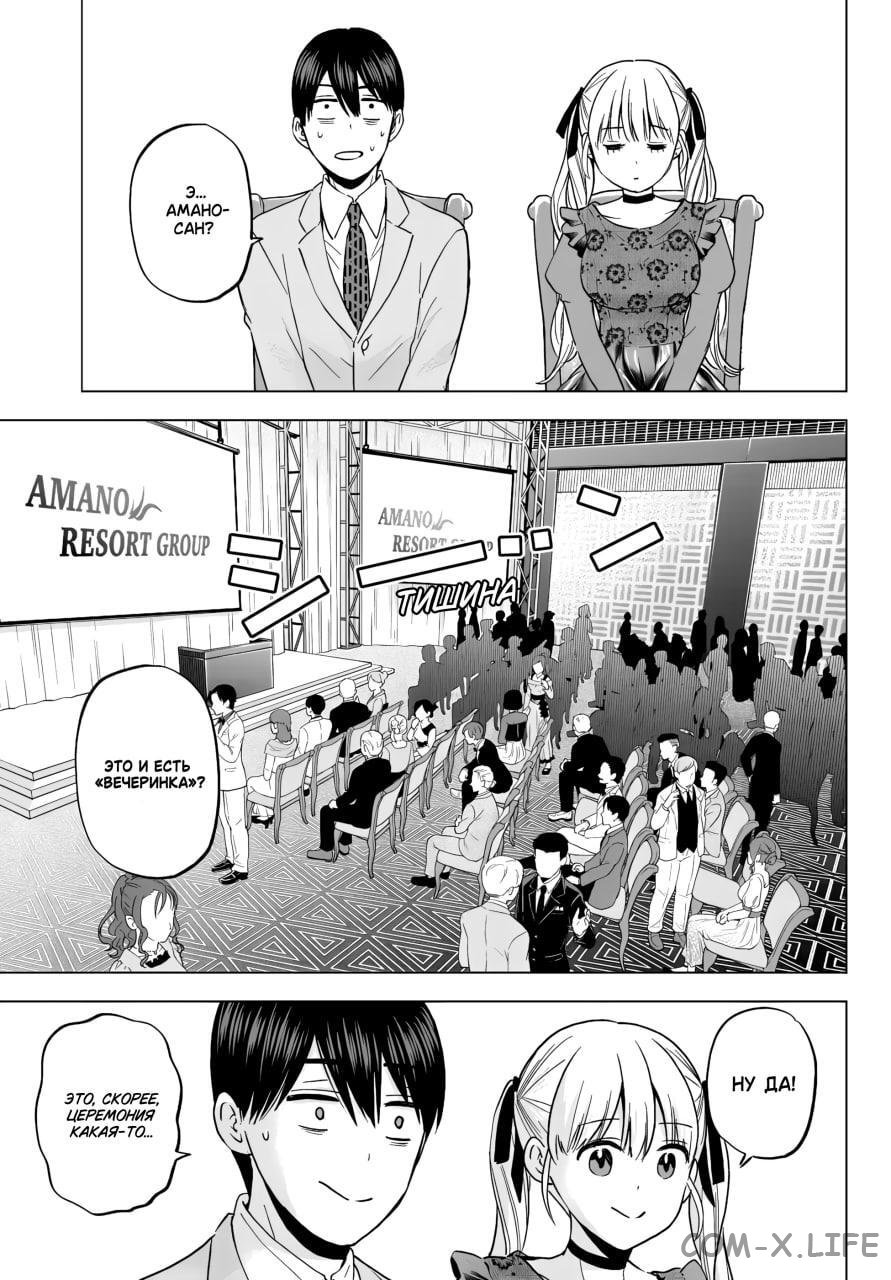 Э...
АМАНО-
САН?
AMANO
RESORT GROUP
AMANO
RESORT GROUP
ТИШИНА
ЭТО И ЕСТЬ
«ВЕЧЕРИНКА»?
НУ ДА!
ЭТО, СКОРЕЕ,
ЦЕРЕМОНИЯ
КАКАЯ-ТО...
COM-X.LIFE